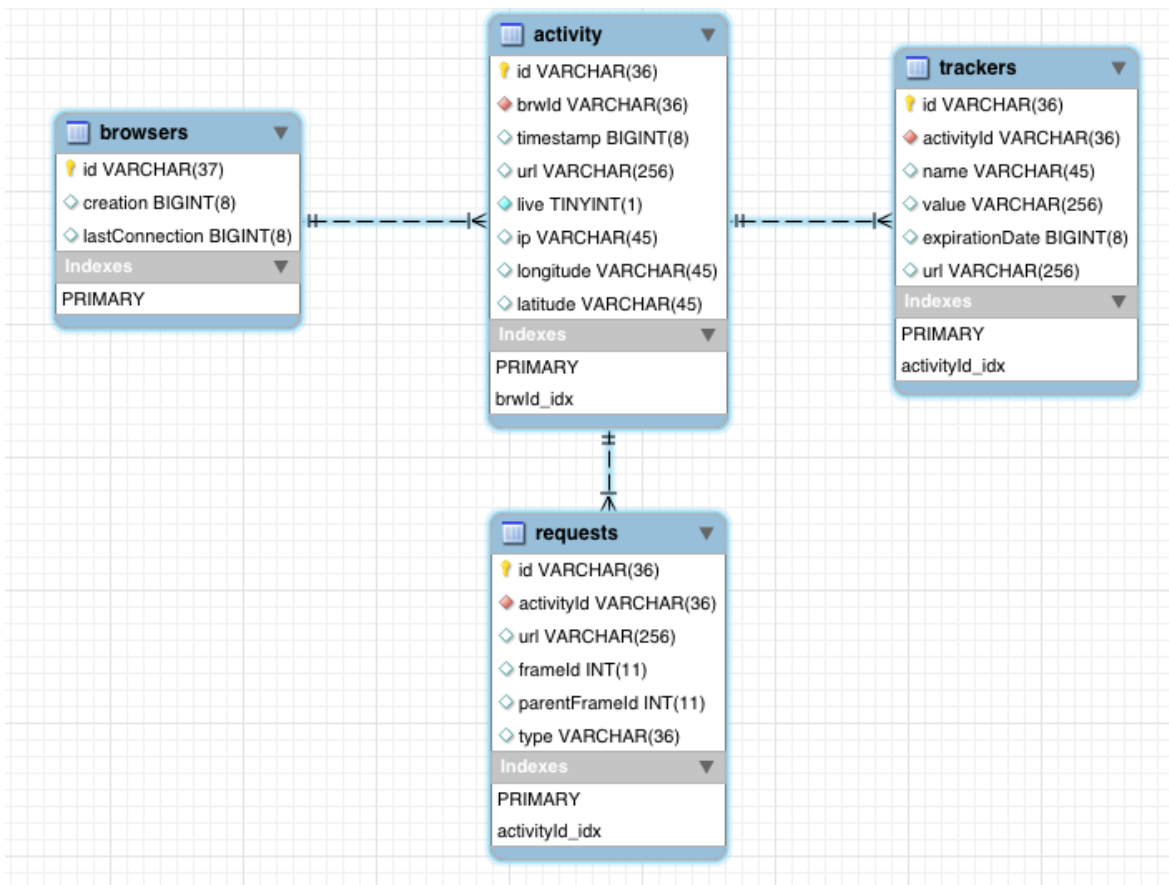 browsers
id VARCHAR(37)
creation BIGINT(8)
lastConnection BIGINT(8)
Indexes
PRIMARY
activity
id VARCHAR(36)
brwId VARCHAR(36)
timestamp BIGINT(8)
url VARCHAR(256)
live TINYINT(1)
ip VARCHAR(45)
longitude VARCHAR(45)
latitude VARCHAR(45)
Indexes
PRIMARY
brwId_idx
trackers
id VARCHAR(36)
activityId VARCHAR(36)
name VARCHAR(45)
value VARCHAR(256)
expirationDate BIGINT(8)
url VARCHAR(256)
Indexes
PRIMARY
activityId_idx
requests
id VARCHAR(36)
activityId VARCHAR(36)
url VARCHAR(256)
frameId INT(11)
parentFrameId INT(11)
type VARCHAR(36)
Indexes
PRIMARY
activityId_idx